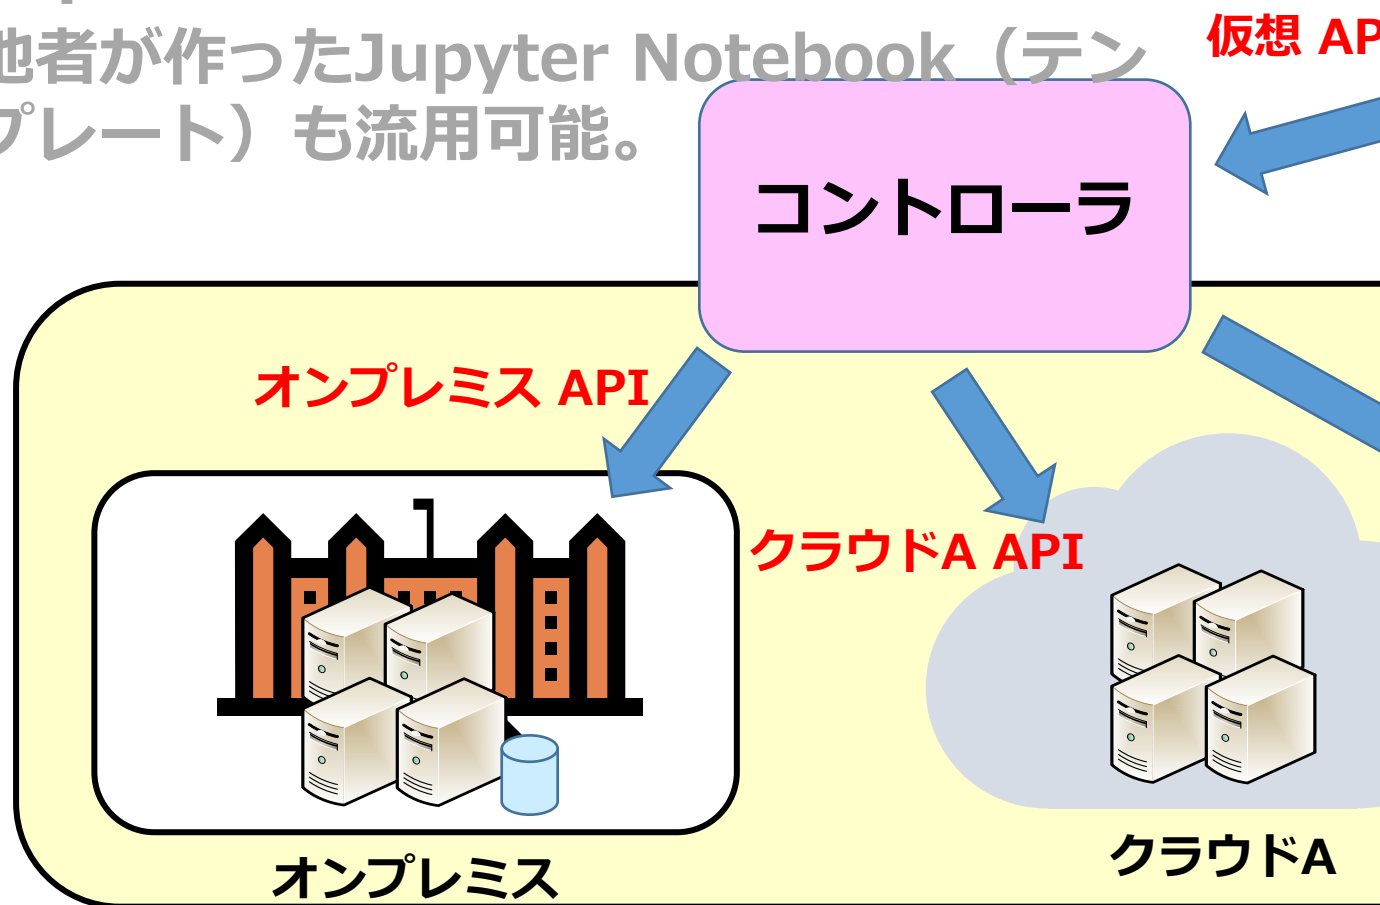 他者が作ったJupyter Notebook（テン
プレート）も流用可能。
仮想 AP
コントローラ
オンプレミス API
クラウドA API
オンプレミス
クラウドA